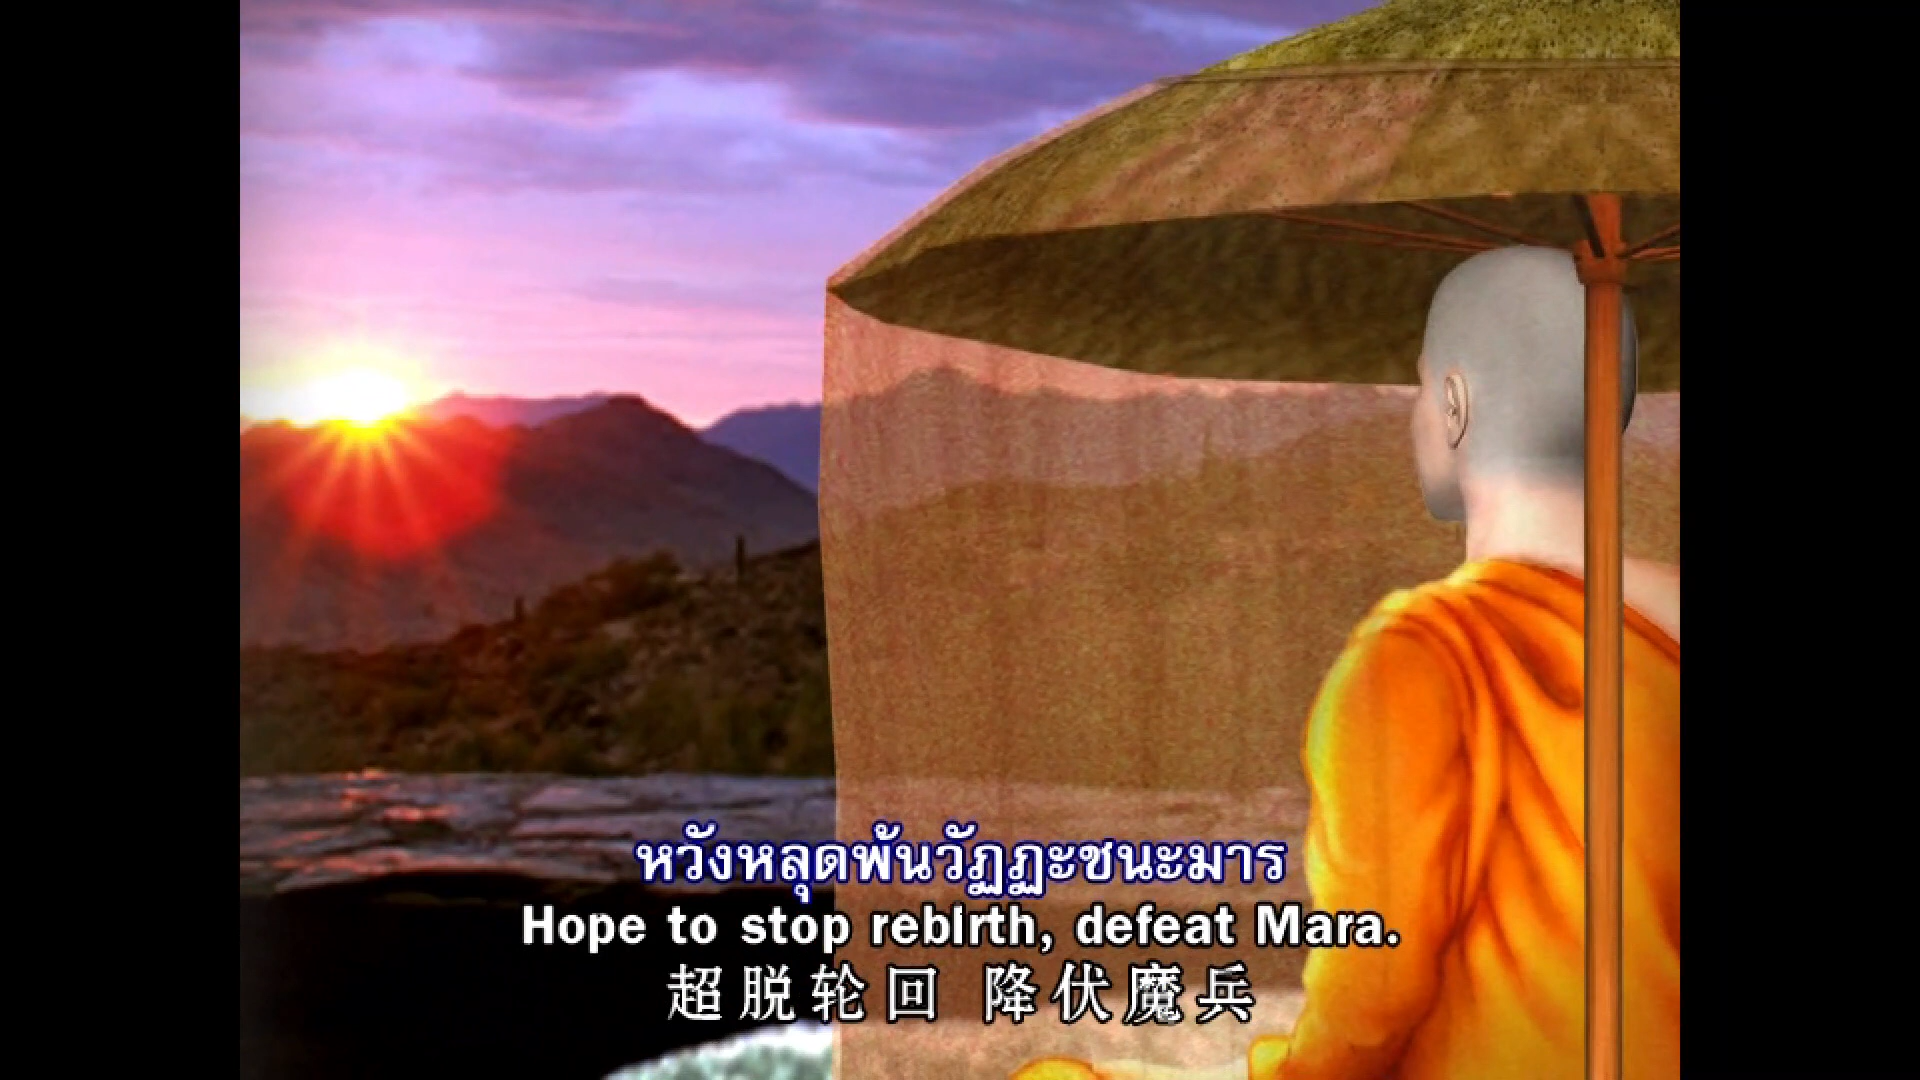 หวังหลุดพ้นวัฏฏะชนะมาร
Hope to stop rebirth, defeat Mara.
超脱轮回 降伏魔兵